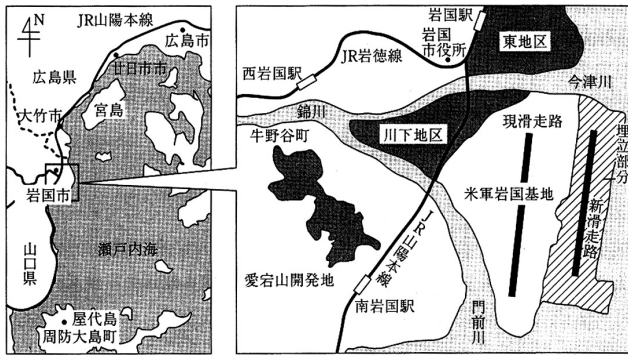 N
JR山陽本線
広島市
廿日市市
広島県
大竹市
宮島
岩国市
山口県
瀬戸内海
屋代島
周防大島町
岩国駅
岩国
市役所
東地区
JR岩徳線
西岩国駅
今津川
錦川
牛野谷町
川下地区
現滑走路
埋立部分
米軍岩国基地
新滑走路
JR山陽本線
愛宕山開発地
南岩国駅
門前川